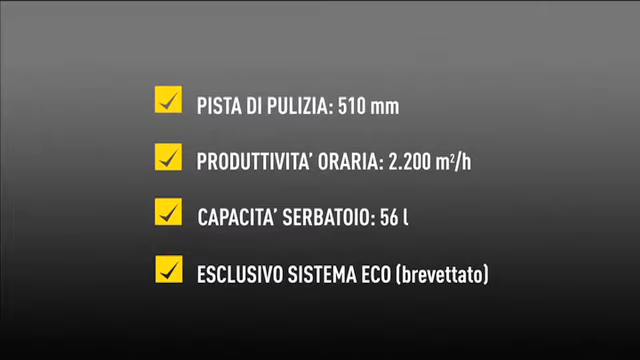 PISTA DI PULIZIA: 510 mm
PRODUTTIVITA' ORARIA: 2.200 m²/h
CAPACITA' SERBATOIO: 56 l
ESCLUSIVO SISTEMA ECO (brevettato)